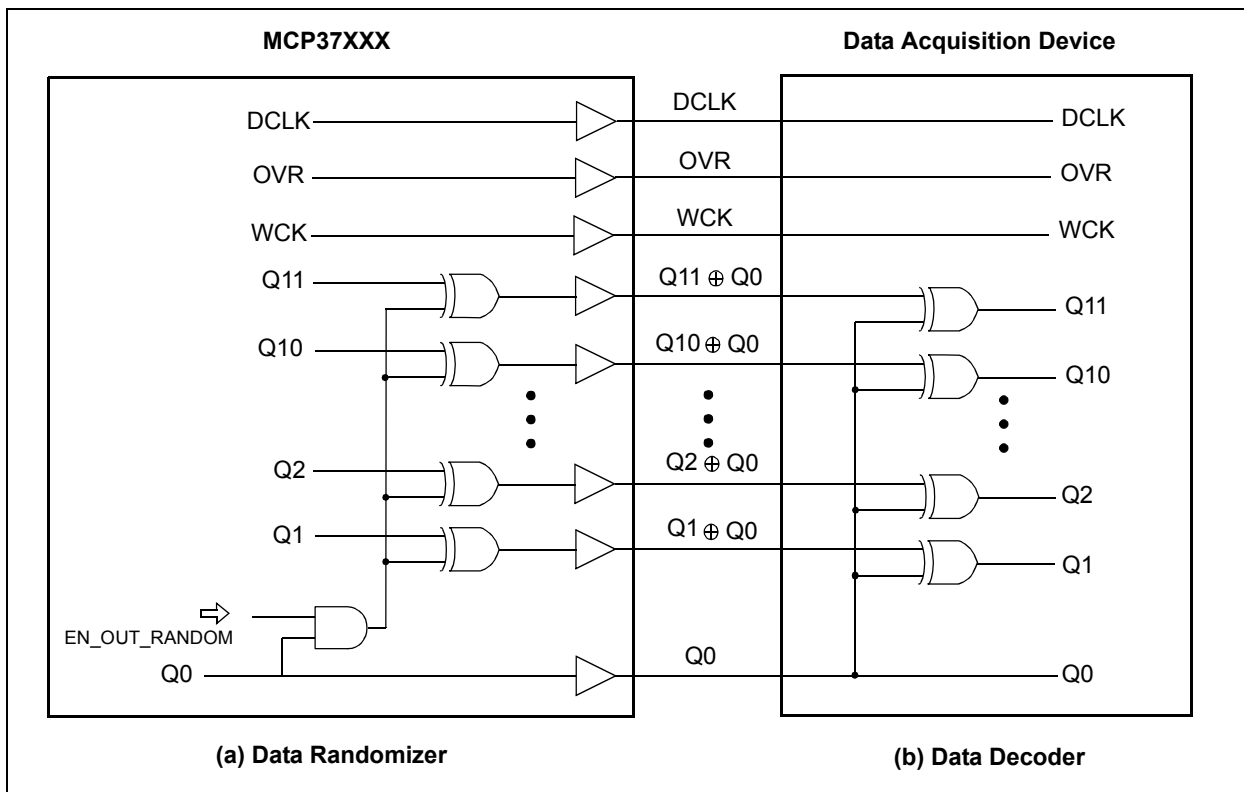 MCP37XXX
Data Acquisition Device
DCLK
DCLK
DCLK
OVR
OVR
OVR
WCK
WCK
WCK
Q11
Q11 ⊕ Q0
Q11
Q10
Q10 ⊕ Q0
Q10
Q2
Q2 ⊕ Q0
Q2
Q1
Q1 ⊕ Q0
Q1
EN_OUT_RANDOM
Q0
Q0
Q0
(a) Data Randomizer
(b) Data Decoder